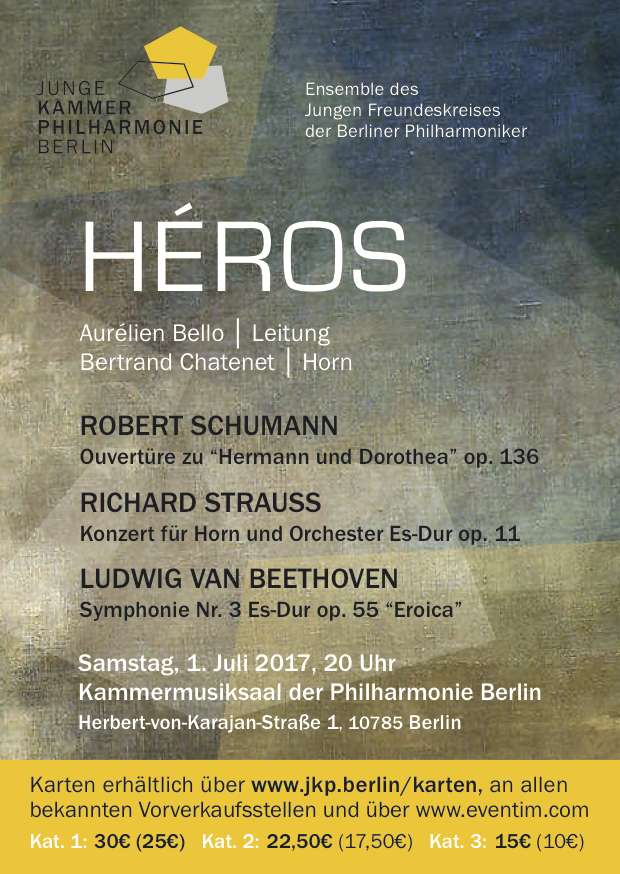 JUNGE
KAMMER
PHILHARMONIE
BERLIN
Ensemble des
Jungen Freundeskreises
der Berliner Philharmoniker
HÉROS
Aurélien Bello | Leitung
Bertrand Chatenet | Horn
ROBERT SCHUMANN
Ouvertüre zu “Hermann und Dorothea” op. 136
RICHARD STRAUSS
Konzert für Horn und Orchester Es-Dur op. 11
LUDWIG VAN BEETHOVEN
Symphonie Nr. 3 Es-Dur op. 55 “Eroica”
Samstag, 1. Juli 2017, 20 Uhr
Kammermusiksaal der Philharmonie Berlin
Herbert-von-Karajan-Straße 1, 10785 Berlin
Karten erhältlich über www.jkp.berlin/karten, an allen
bekannten Vorverkaufsstellen und über www.eventim.com
Kat. 1: 30€ (25€) Kat. 2: 22,50€ (17,50€) Kat. 3: 15€ (10€)